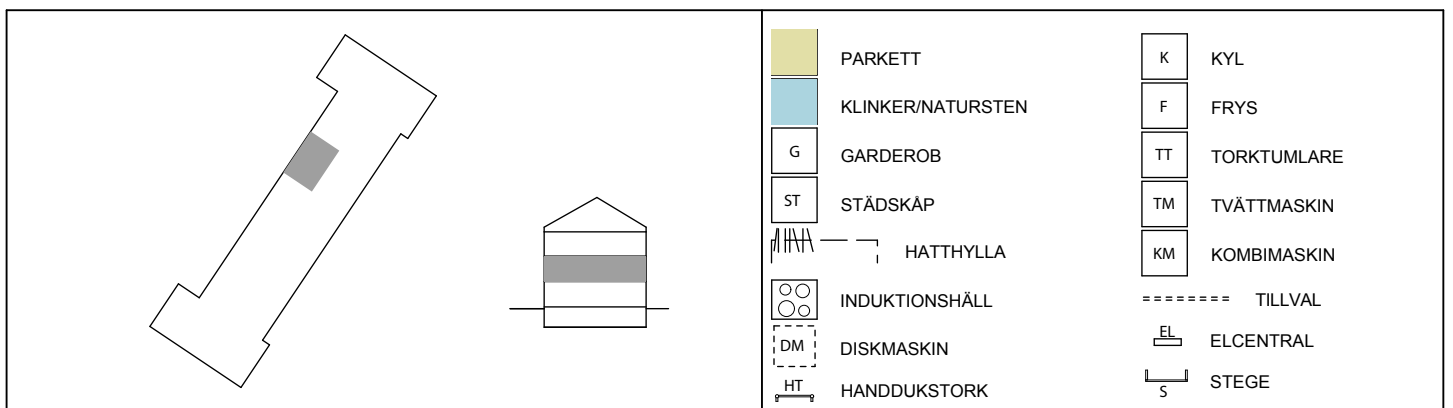 PARKETT
KLINKER/NATURSTEN
G GARDEROB
ST STÄDSKÅP
HATTHYLLA
INDUKTIONSHÄLL
DM DISKMASKIN
HT HANDDUKSTORK
K KYL
F FRYS
TT TORKTUMLARE
TM TVÄTTMASKIN
KM KOMBIMASKIN
TILLVAL
EL ELCENTRAL
S STEGE